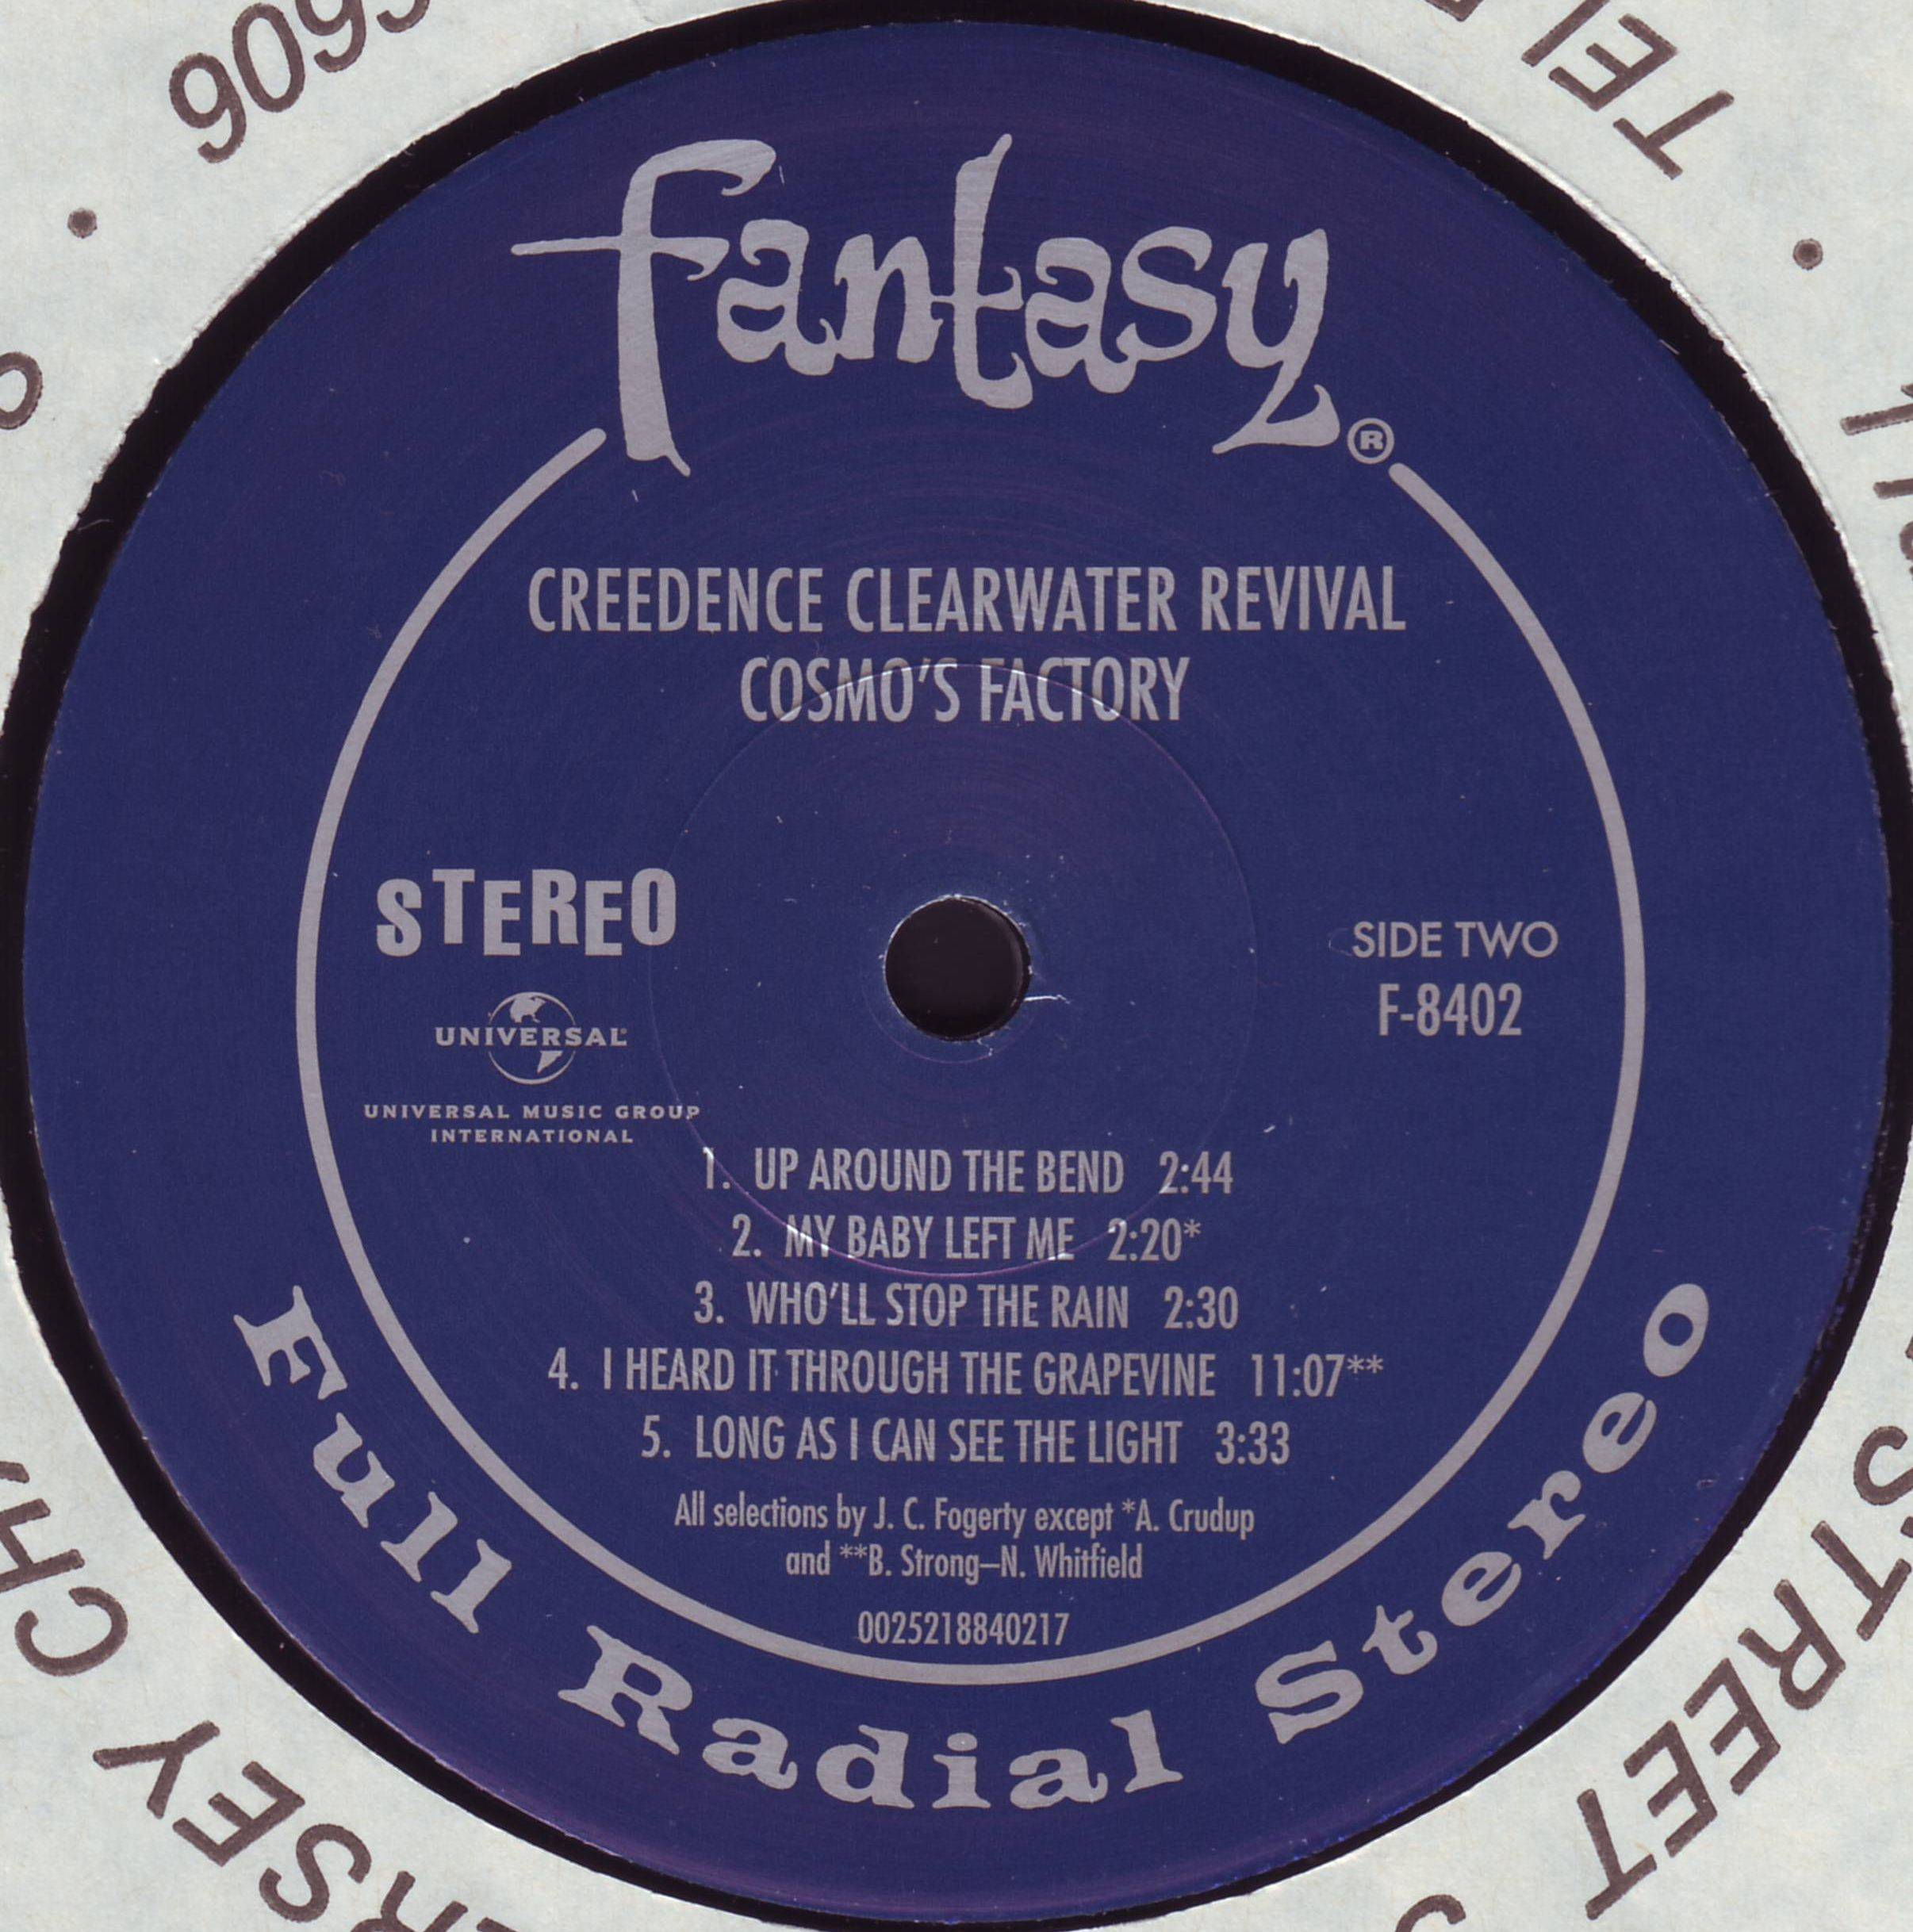 fantasy®
CREEDENCE CLEARWATER REVIVAL
COSMO'S FACTORY
STEREO
UNIVERSAL
UNIVERSAL MUSIC GROUP
INTERNATIONAL
SIDE TWO
F-8402
1. UP AROUND THE BEND 2:44
2. MY BABY LEFT ME 2:20*
3. WHO'LL STOP THE RAIN 2:30
4. I HEARD IT THROUGH THE GRAPEVINE 11:07**
5. LONG AS I CAN SEE THE LIGHT 3:33
All selections by J. C. Fogerty except *A. Crudup
and **B. Strong–N. Whitfield
0025218840217
Full Radial Stereo
STREET